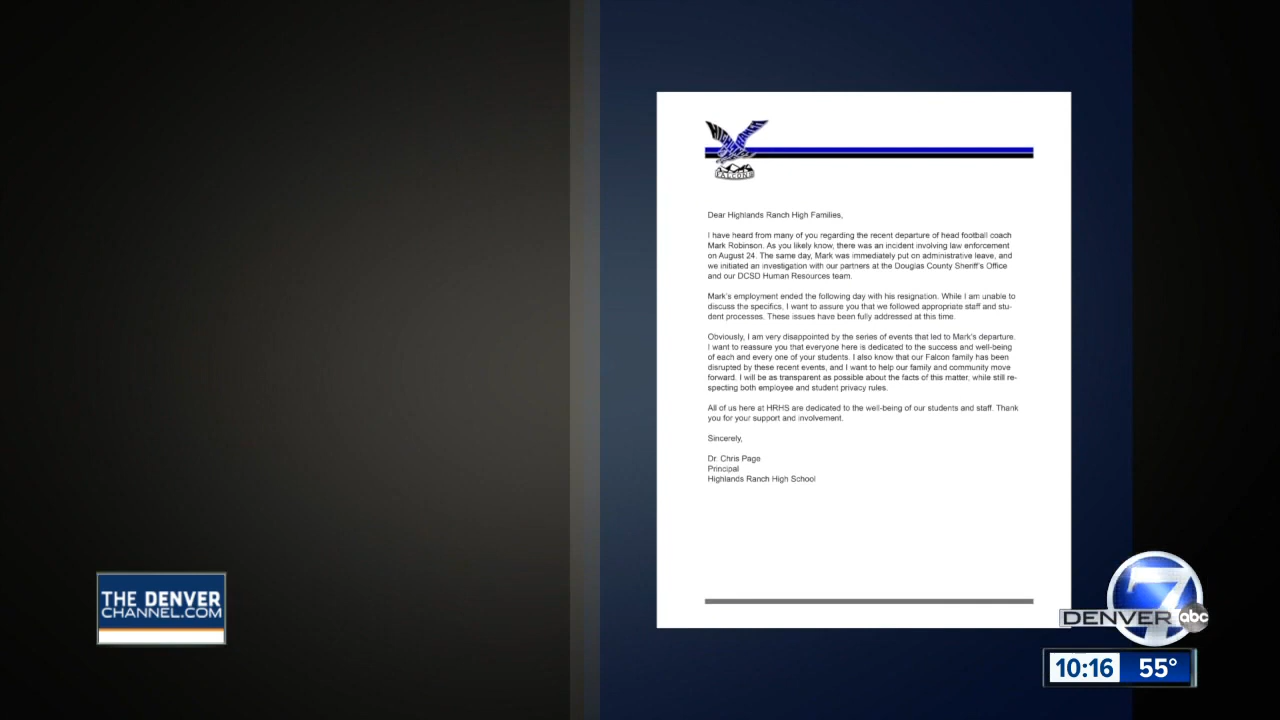 FALCONS
Dear Highlands Ranch High Families,
I have heard from many of you regarding the recent departure of head football coach
Mark Robinson. As you likely know, there was an incident involving law enforcement
on August 24. The same day, Mark was immediately put on administrative leave, and
we initiated an investigation with our partners at the Douglas County Sheriff's Office
and our DCSD Human Resources team.
Mark's employment ended the following day with his resignation. While I am unable to
discuss the specifics, I want to assure you that we followed appropriate staff and stu-
dent processes. These issues have been fully addressed at this time.
Obviously, I am very disappointed by the series of events that led to Mark's departure.
I want to reassure you that everyone here is dedicated to the success and well-being
of each and every one of your students. I also know that our Falcon family has been
disrupted by these recent events, and I want to help our family and community move
forward. I will be as transparent as possible about the facts of this matter, while still re-
specting both employee and student privacy rules.
All of us here at HRHS are dedicated to the well-being of our students and staff. Thank
you for your support and involvement.
Sincerely,
Dr. Chris Page
Principal
Highlands Ranch High School
THE DENVER
CHANNEL.COM
7
DENVER abc
10:16 55°